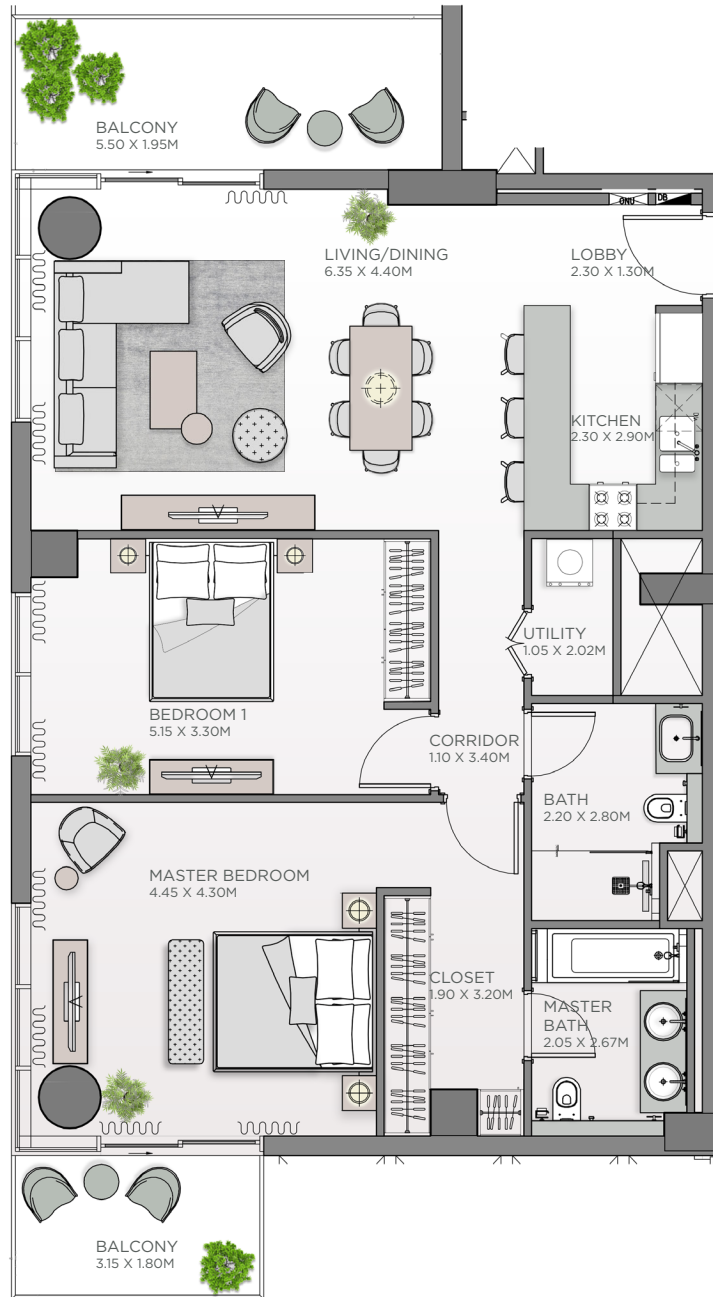 BALCONY
5.50 X 1.95M
ONU
DB
LIVING/DINING
6.35 X 4.40M
LOBBY
2.30 X 1.30M
KITCHEN
2.30 X 2.90M
UTILITY
1.05 X 2.02M
BEDROOM 1
5.15 X 3.30M
CORRIDOR
1.10 X 3.40M
BATH
2.20 X 2.80M
MASTER BEDROOM
4.45 X 4.30M
CLOSET
1.90 X 3.20M
MASTER
BATH
2.05 X 2.67M
BALCONY
3.15 X 1.80M